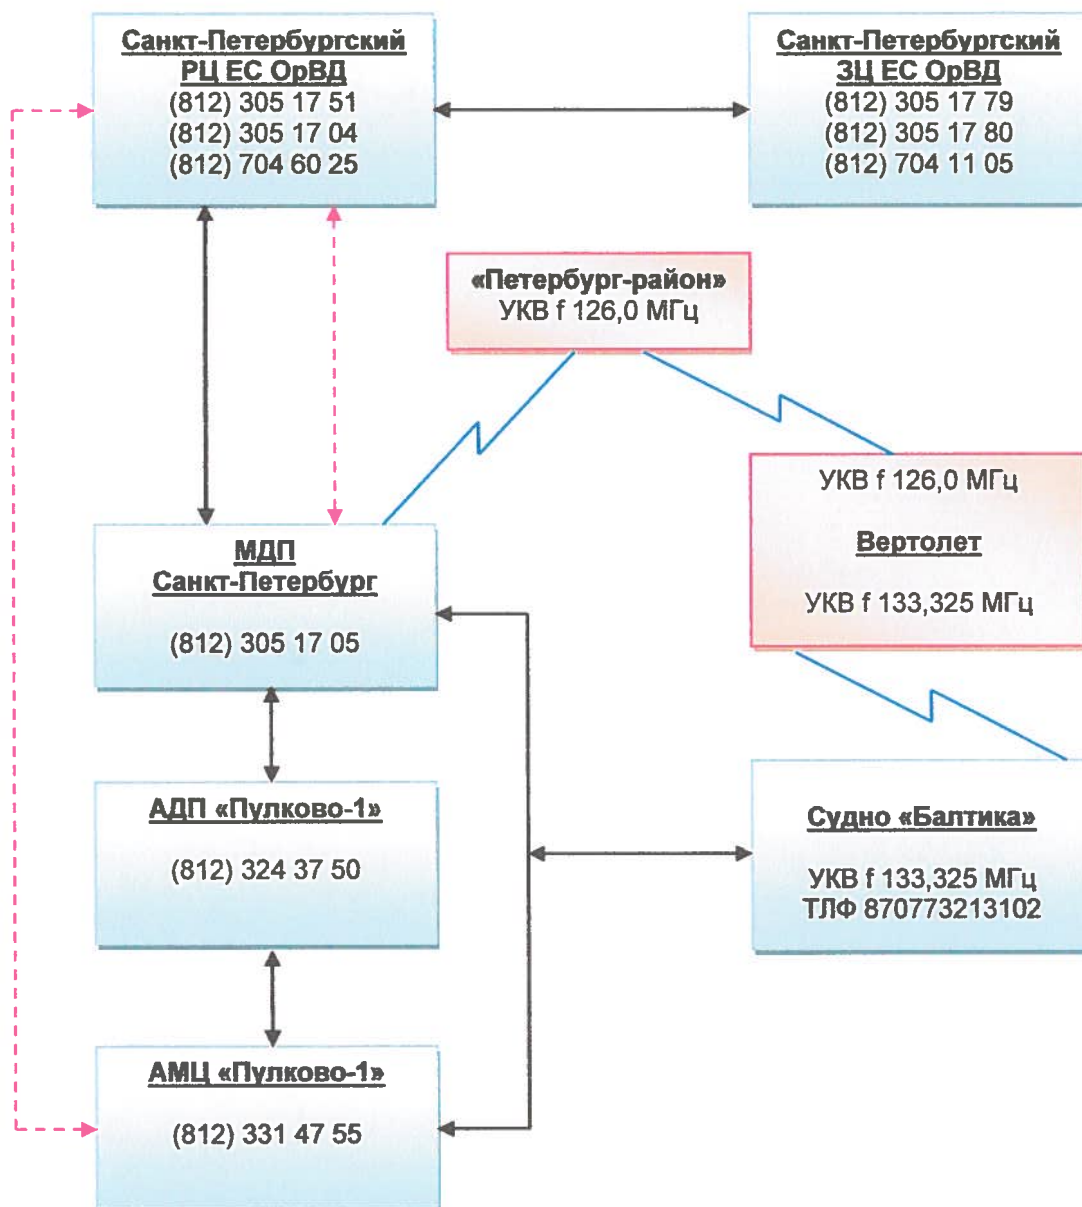 Санкт-Петербургский
РЦ ЕС ОрВД
(812) 305 17 51
(812) 305 17 04
(812) 704 60 25
Санкт-Петербургский
ЗЦ ЕС ОрВД
(812) 305 17 79
(812) 305 17 80
(812) 704 11 05
«Петербург-район»
УКВ f 126,0 МГц
УКВ f 126,0 МГц
Вертолет
УКВ f 133,325 МГц
МДП
Санкт-Петербург
(812) 305 17 05
АДП «Пулково-1»
(812) 324 37 50
Судно «Балтика»
УКВ f 133,325 МГц
ТЛФ 870773213102
АМЦ «Пулково-1»
(812) 331 47 55